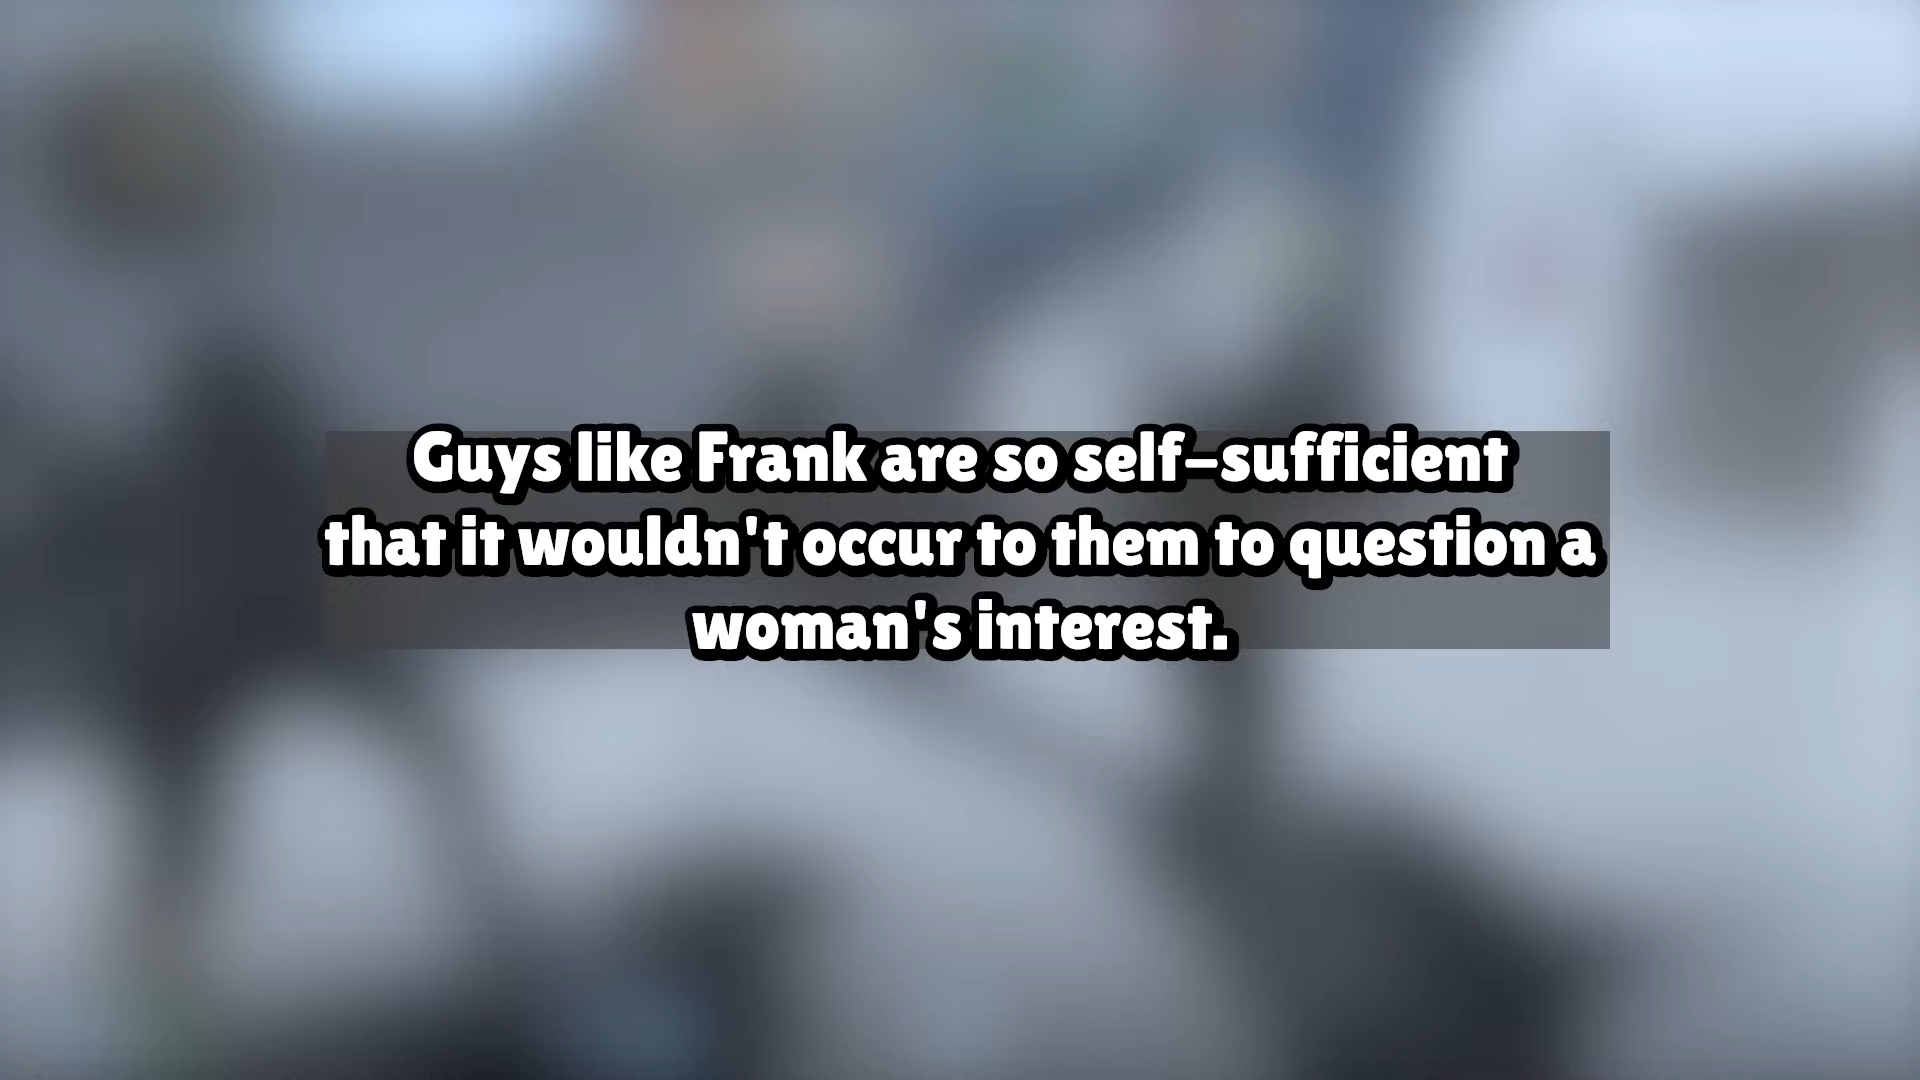 Guys like Frank are so self-sufficient
that it wouldn't occur to them to question a
woman's interest.